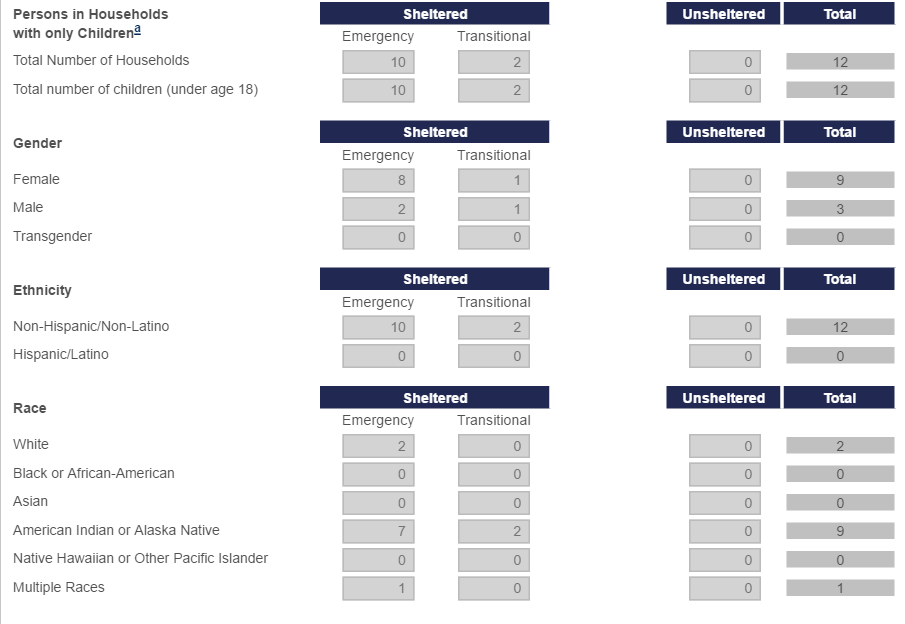 Persons in Households Sheltered Unsheltered Total
with only Childrena
Emergency Transitional
Total Number of Households 10 2 0 12
Total number of children (under age 18) 10 2 0 12
Sheltered Unsheltered Total
Gender
Emergency Transitional
Female 8 1 0 9
Male 2 1 0 3
Transgender 0 0 0 0
Sheltered Unsheltered Total
Ethnicity
Emergency Transitional
Non-Hispanic/Non-Latino 10 2 0 12
Hispanic/Latino 0 0 0 0
Sheltered Unsheltered Total
Race
Emergency Transitional
White 2 0 0 2
Black or African-American 0 0 0 0
Asian 0 0 0 0
American Indian or Alaska Native 7 2 0 9
Native Hawaiian or Other Pacific Islander 0 0 0 0
Multiple Races 1 0 0 1